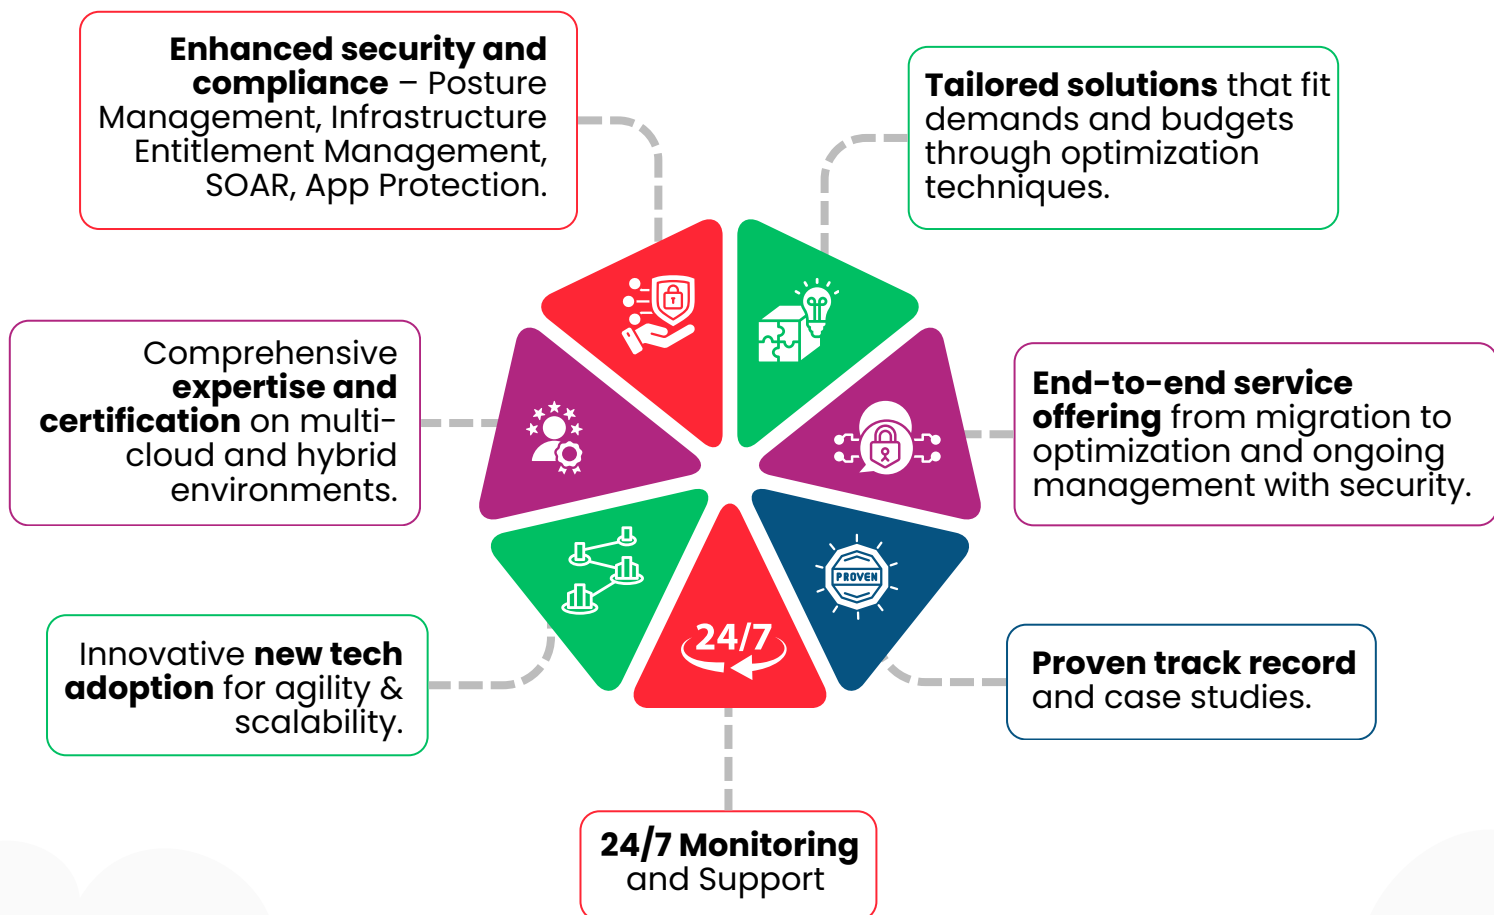 Enhanced security and
compliance – Posture
Management, Infrastructure
Entitlement Management,
SOAR, App Protection.
Tailored solutions that fit
demands and budgets
through optimization
techniques.
Comprehensive
expertise and
certification on multi-
cloud and hybrid
environments.
End-to-end service
offering from migration to
optimization and ongoing
management with security.
PROVEN
24/7
Innovative new tech
adoption for agility &
scalability.
Proven track record
and case studies.
24/7 Monitoring
and Support